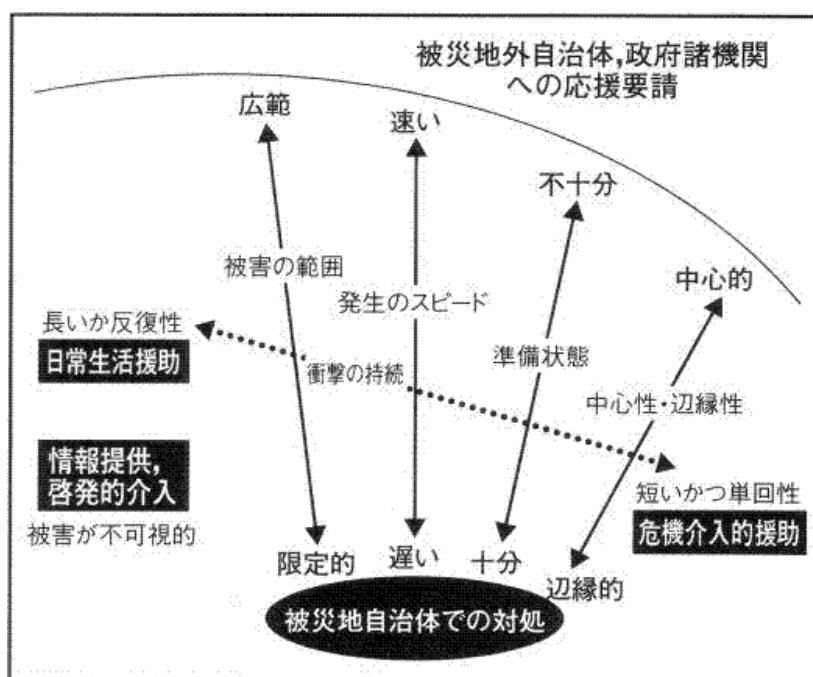 被災地外自治体,政府諸機関
への応援要請
広範
速い
不十分
中心的
被害の範囲
発生のスピード
準備状態
中心性・辺縁性
衝撃の持続
長いか反復性
日常生活援助
情報提供,
啓発的介入
被害が不可視的
短いかつ単回性
危機介入的援助
限定的
遅い
十分
辺縁的
被災地自治体での対処